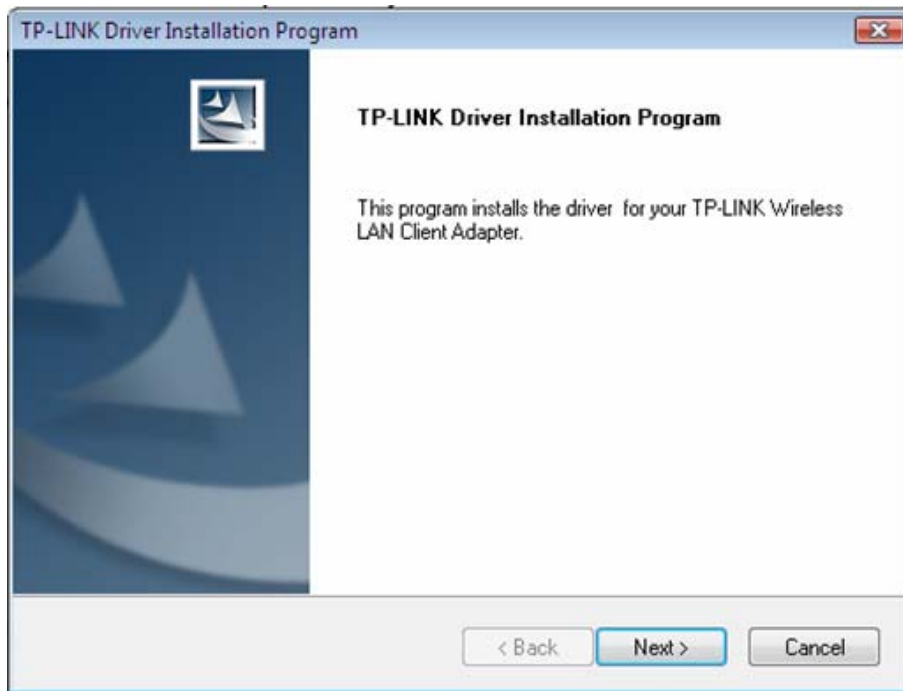 TP-LINK Driver Installation Program
TP-LINK Driver Installation Program
This program installs the driver for your TP-LINK Wireless
LAN Client Adapter.
< Back
Next >
Cancel